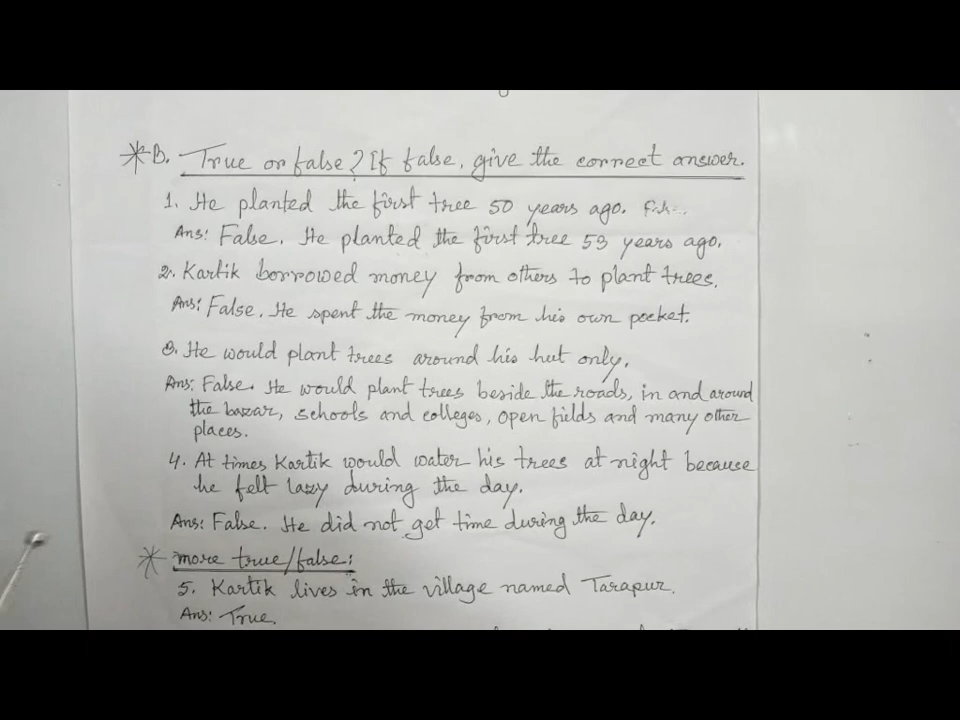 *B. True or false? If false, give the correct answer.
1. He planted the first tree 50 years ago.
Ans: False. He planted the first tree 53 years ago.
2. Kartik borrowed money from others to plant trees.
Ans: False. He spent the money from his own pocket.
3. He would plant trees around his hut only.
Ans: False. He would plant trees beside the roads, in and around
the bazar, schools and colleges, open fields and many other
places.
4. At times Kartik would water his trees at night because
he felt lazy during the day.
Ans: False. He did not get time during the day.
* more true/false:
5. Kartik lives in the village named Tarapur.
Ans: True.